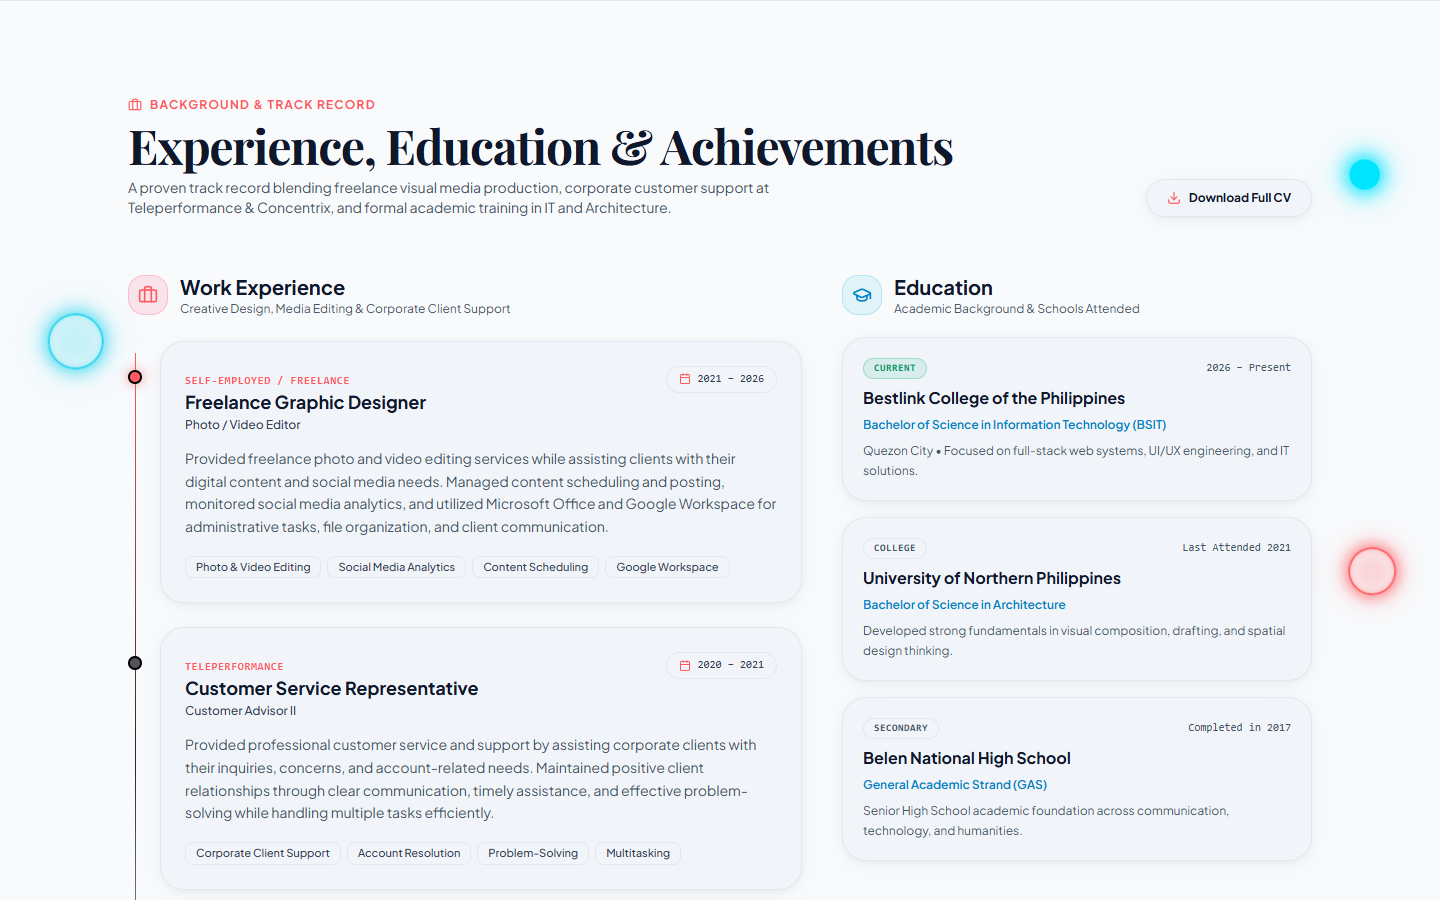 BACKGROUND & TRACK RECORD
Experience, Education & Achievements
A proven track record blending freelance visual media production, corporate customer support at
Teleperformance & Concentrix, and formal academic training in IT and Architecture.
Download Full CV
Work Experience
Creative Design, Media Editing & Corporate Client Support
SELF-EMPLOYED / FREELANCE
2021 – 2026
Freelance Graphic Designer
Photo / Video Editor
Provided freelance photo and video editing services while assisting clients with their
digital content and social media needs. Managed content scheduling and posting,
monitored social media analytics, and utilized Microsoft Office and Google Workspace for
administrative tasks, file organization, and client communication.
Photo & Video Editing
Social Media Analytics
Content Scheduling
Google Workspace
TELEPERFORMANCE
2020 – 2021
Customer Service Representative
Customer Advisor II
Provided professional customer service and support by assisting corporate clients with
their inquiries, concerns, and account-related needs. Maintained positive client
relationships through clear communication, timely assistance, and effective problem-
solving while handling multiple tasks efficiently.
Corporate Client Support
Account Resolution
Problem-Solving
Multitasking
Education
Academic Background & Schools Attended
CURRENT
2026 – Present
Bestlink College of the Philippines
Bachelor of Science in Information Technology (BSIT)
Quezon City • Focused on full-stack web systems, UI/UX engineering, and IT
solutions.
COLLEGE
Last Attended 2021
University of Northern Philippines
Bachelor of Science in Architecture
Developed strong fundamentals in visual composition, drafting, and spatial
design thinking.
SECONDARY
Completed in 2017
Belen National High School
General Academic Strand (GAS)
Senior High School academic foundation across communication,
technology, and humanities.